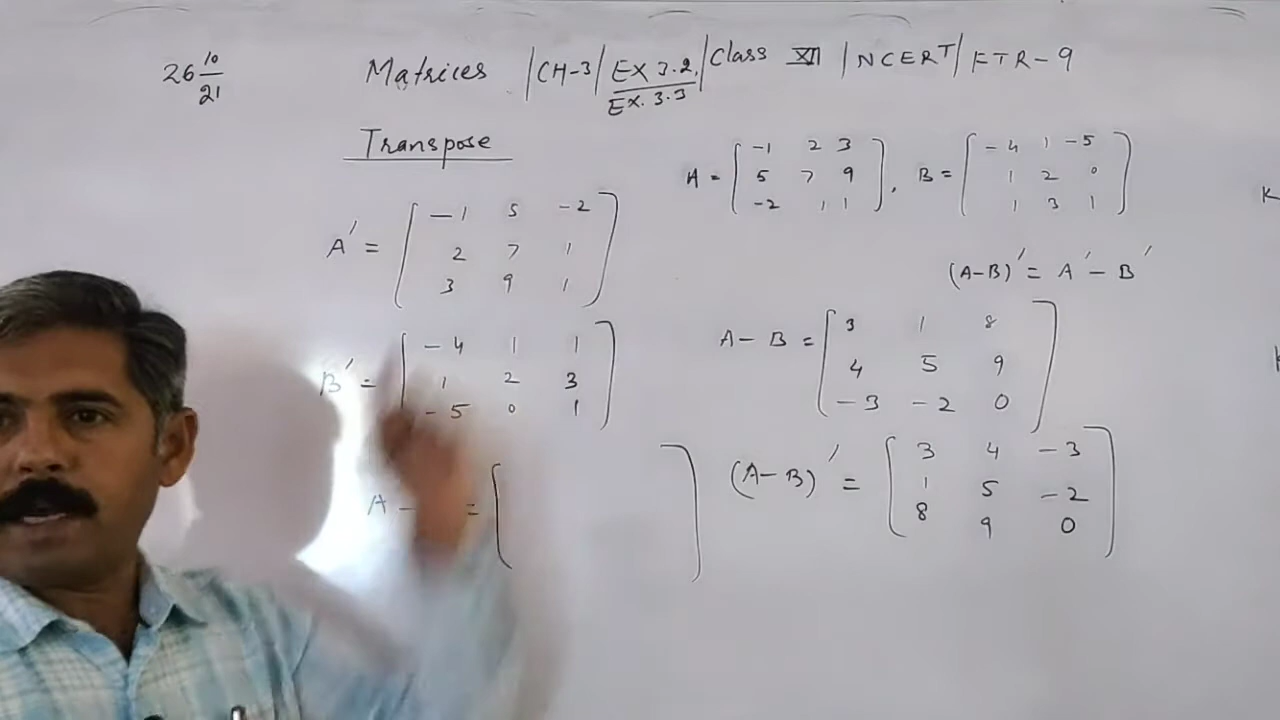 26 10/21
Matrices /CH-3/ EX 3.2, /Class XII /NCERT/ FTR-9
EX. 3.3
Transpose
A = [ -1 2 3
5 7 9
-2 1 1 ], B = [ -4 1 -5
1 2 0
1 3 1 ]
A' = [ -1 5 -2
2 7 1
3 9 1 ]
(A-B)' = A' - B'
B' = [ -4 1 1
1 2 3
-5 0 1 ]
A - B = [ 3 1 8
4 5 9
-3 -2 0 ]
A - = [ ]
(A-B)' = [ 3 4 -3
1 5 -2
8 9 0 ]
K